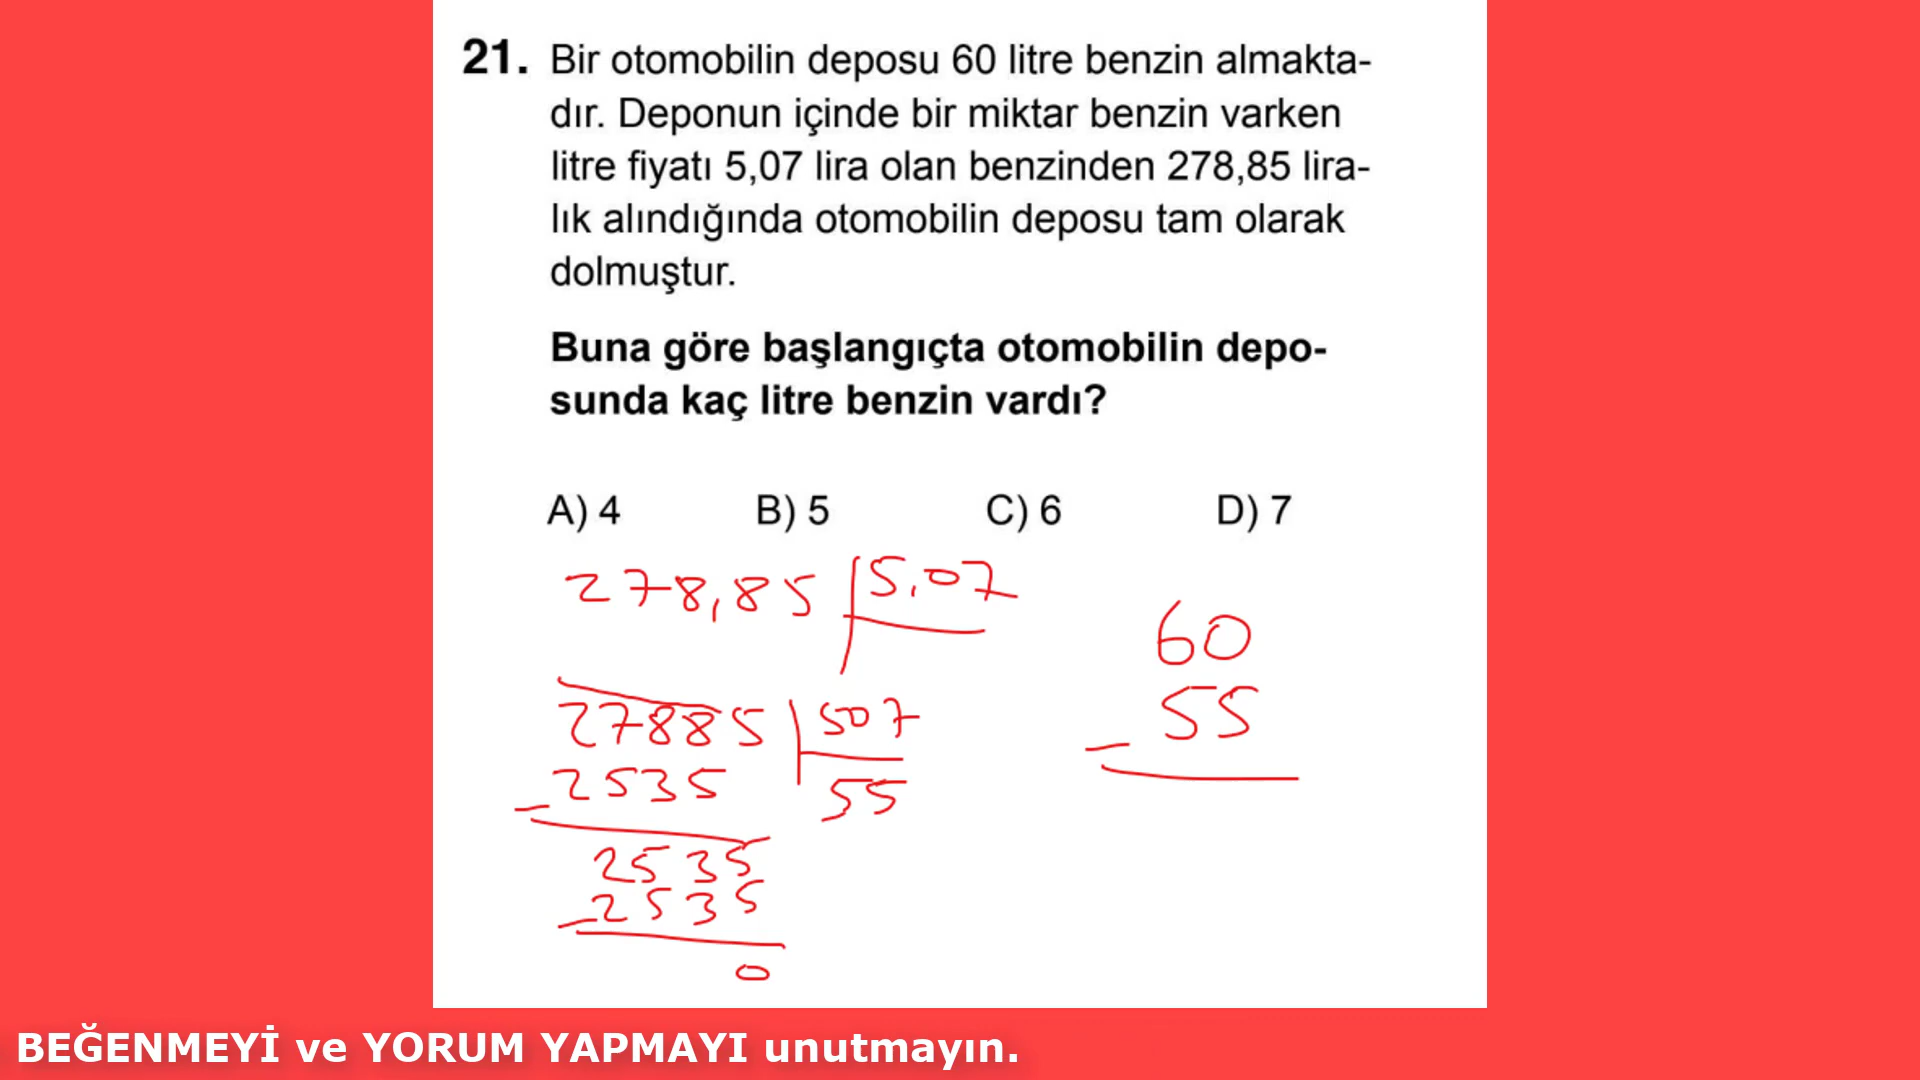 21. Bir otomobilin deposu 60 litre benzin almakta-
dır. Deponun içinde bir miktar benzin varken
litre fiyatı 5,07 lira olan benzinden 278,85 lira-
lık alındığında otomobilin deposu tam olarak
dolmuştur.
Buna göre başlangıçta otomobilin depo-
sunda kaç litre benzin vardı?
A) 4 B) 5 C) 6 D) 7
278,85 5,07
27885 507
- 2535 55
2535
- 2535
0
60
- 55
BEĞENMEYİ ve YORUM YAPMAYI unutmayın.